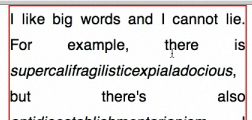 I like big words and I cannot lie.
For example, there is
supercalifragilisticexpialadocious,
but there's also